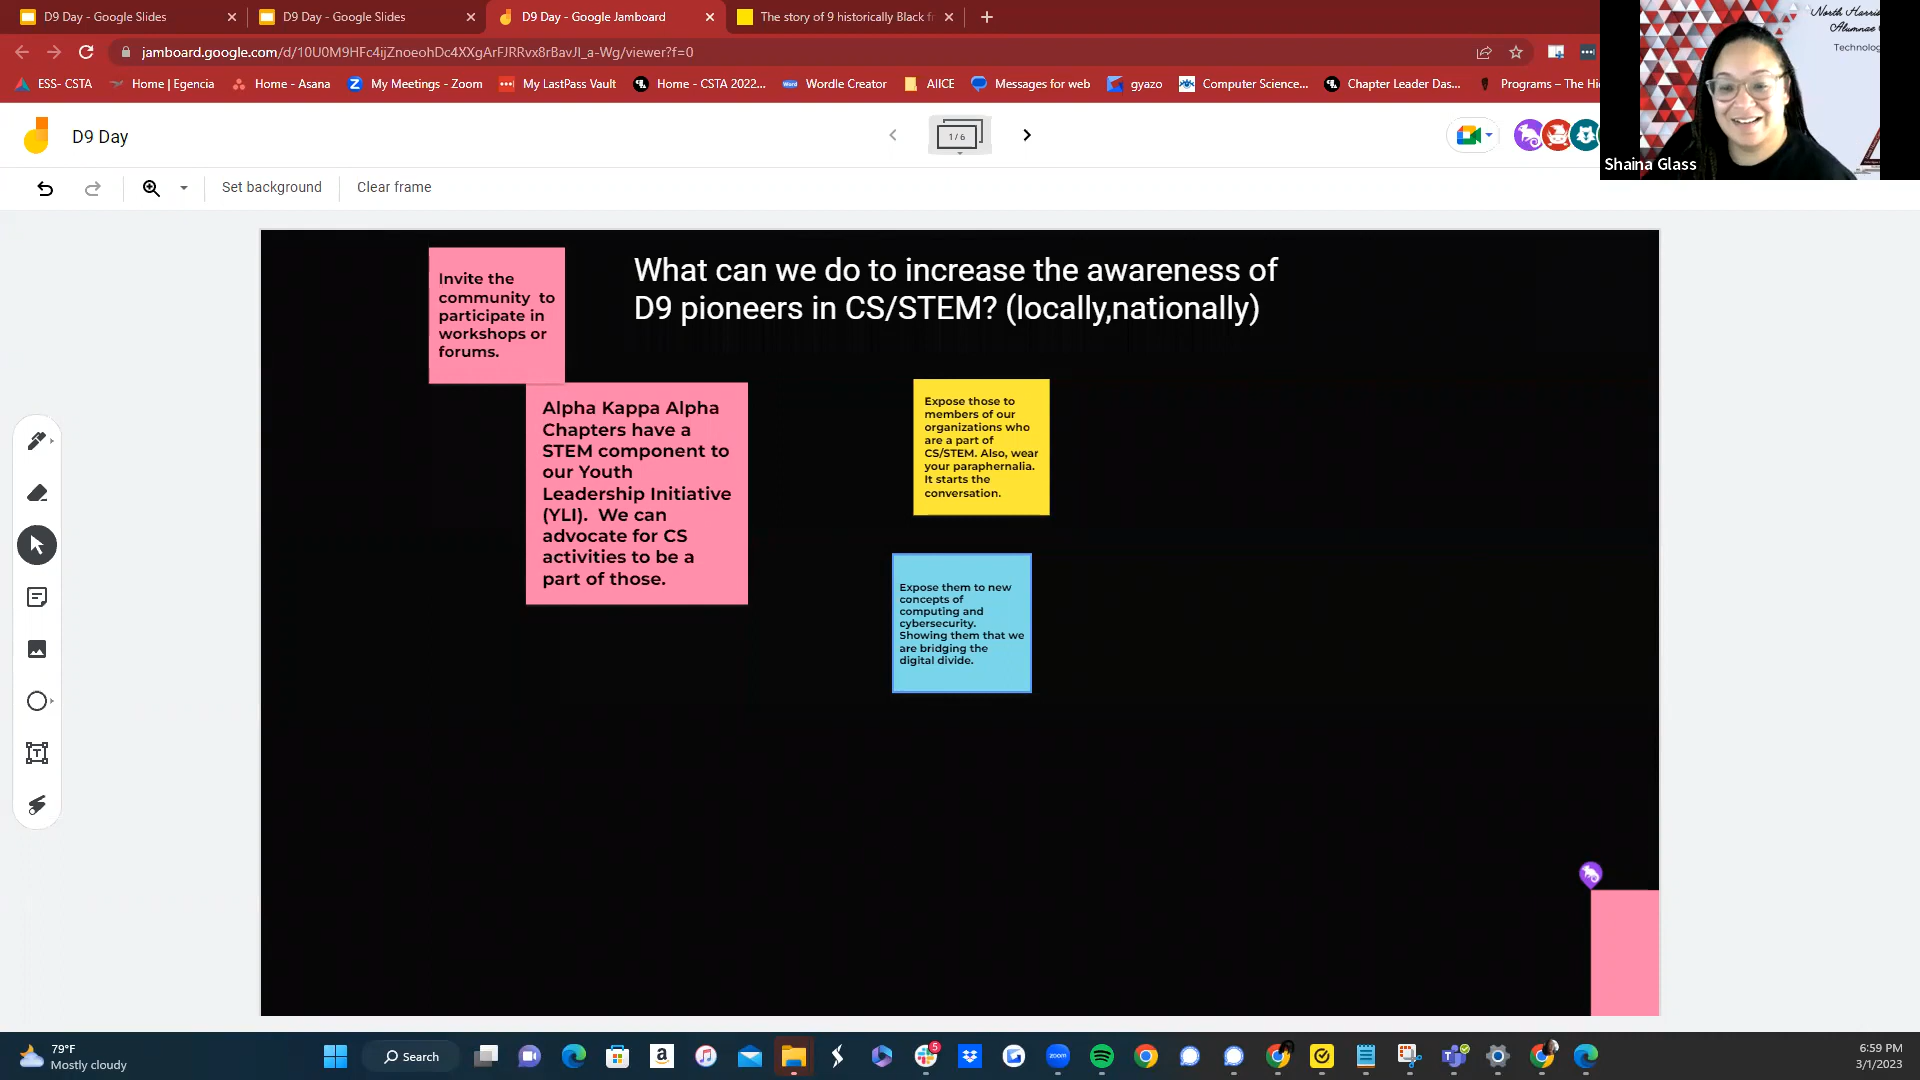 D9 Day - Google Slides
D9 Day - Google Slides
D9 Day - Google Jamboard
The story of 9 historically Black fr
jamboard.google.com/d/10U0M9HFc4ijZnoeohDc4XXgArFJRRvx8rBavJI_a-Wg/viewer?f=0
ESS- CSTA
Home | Egencia
Home - Asana
My Meetings - Zoom
My LastPass Vault
Home - CSTA 2022...
Wordle Creator
AIICE
Messages for web
gyazo
Computer Science...
Chapter Leader Das...
Programs – The Hi
North Harris
Alumnae
Technolog
Shaina Glass
D9 Day
1 / 6
Set background
Clear frame
What can we do to increase the awareness of
D9 pioneers in CS/STEM? (locally,nationally)
Invite the
community to
participate in
workshops or
forums.
Alpha Kappa Alpha
Chapters have a
STEM component to
our Youth
Leadership Initiative
(YLI). We can
advocate for CS
activities to be a
part of those.
Expose those to
members of our
organizations who
are a part of
CS/STEM. Also, wear
your paraphernalia.
It starts the
conversation.
Expose them to new
concepts of
computing and
cybersecurity.
Showing them that we
are bridging the
digital divide.
79°F
Mostly cloudy
Search
5
zoom
6:59 PM
3/1/2023